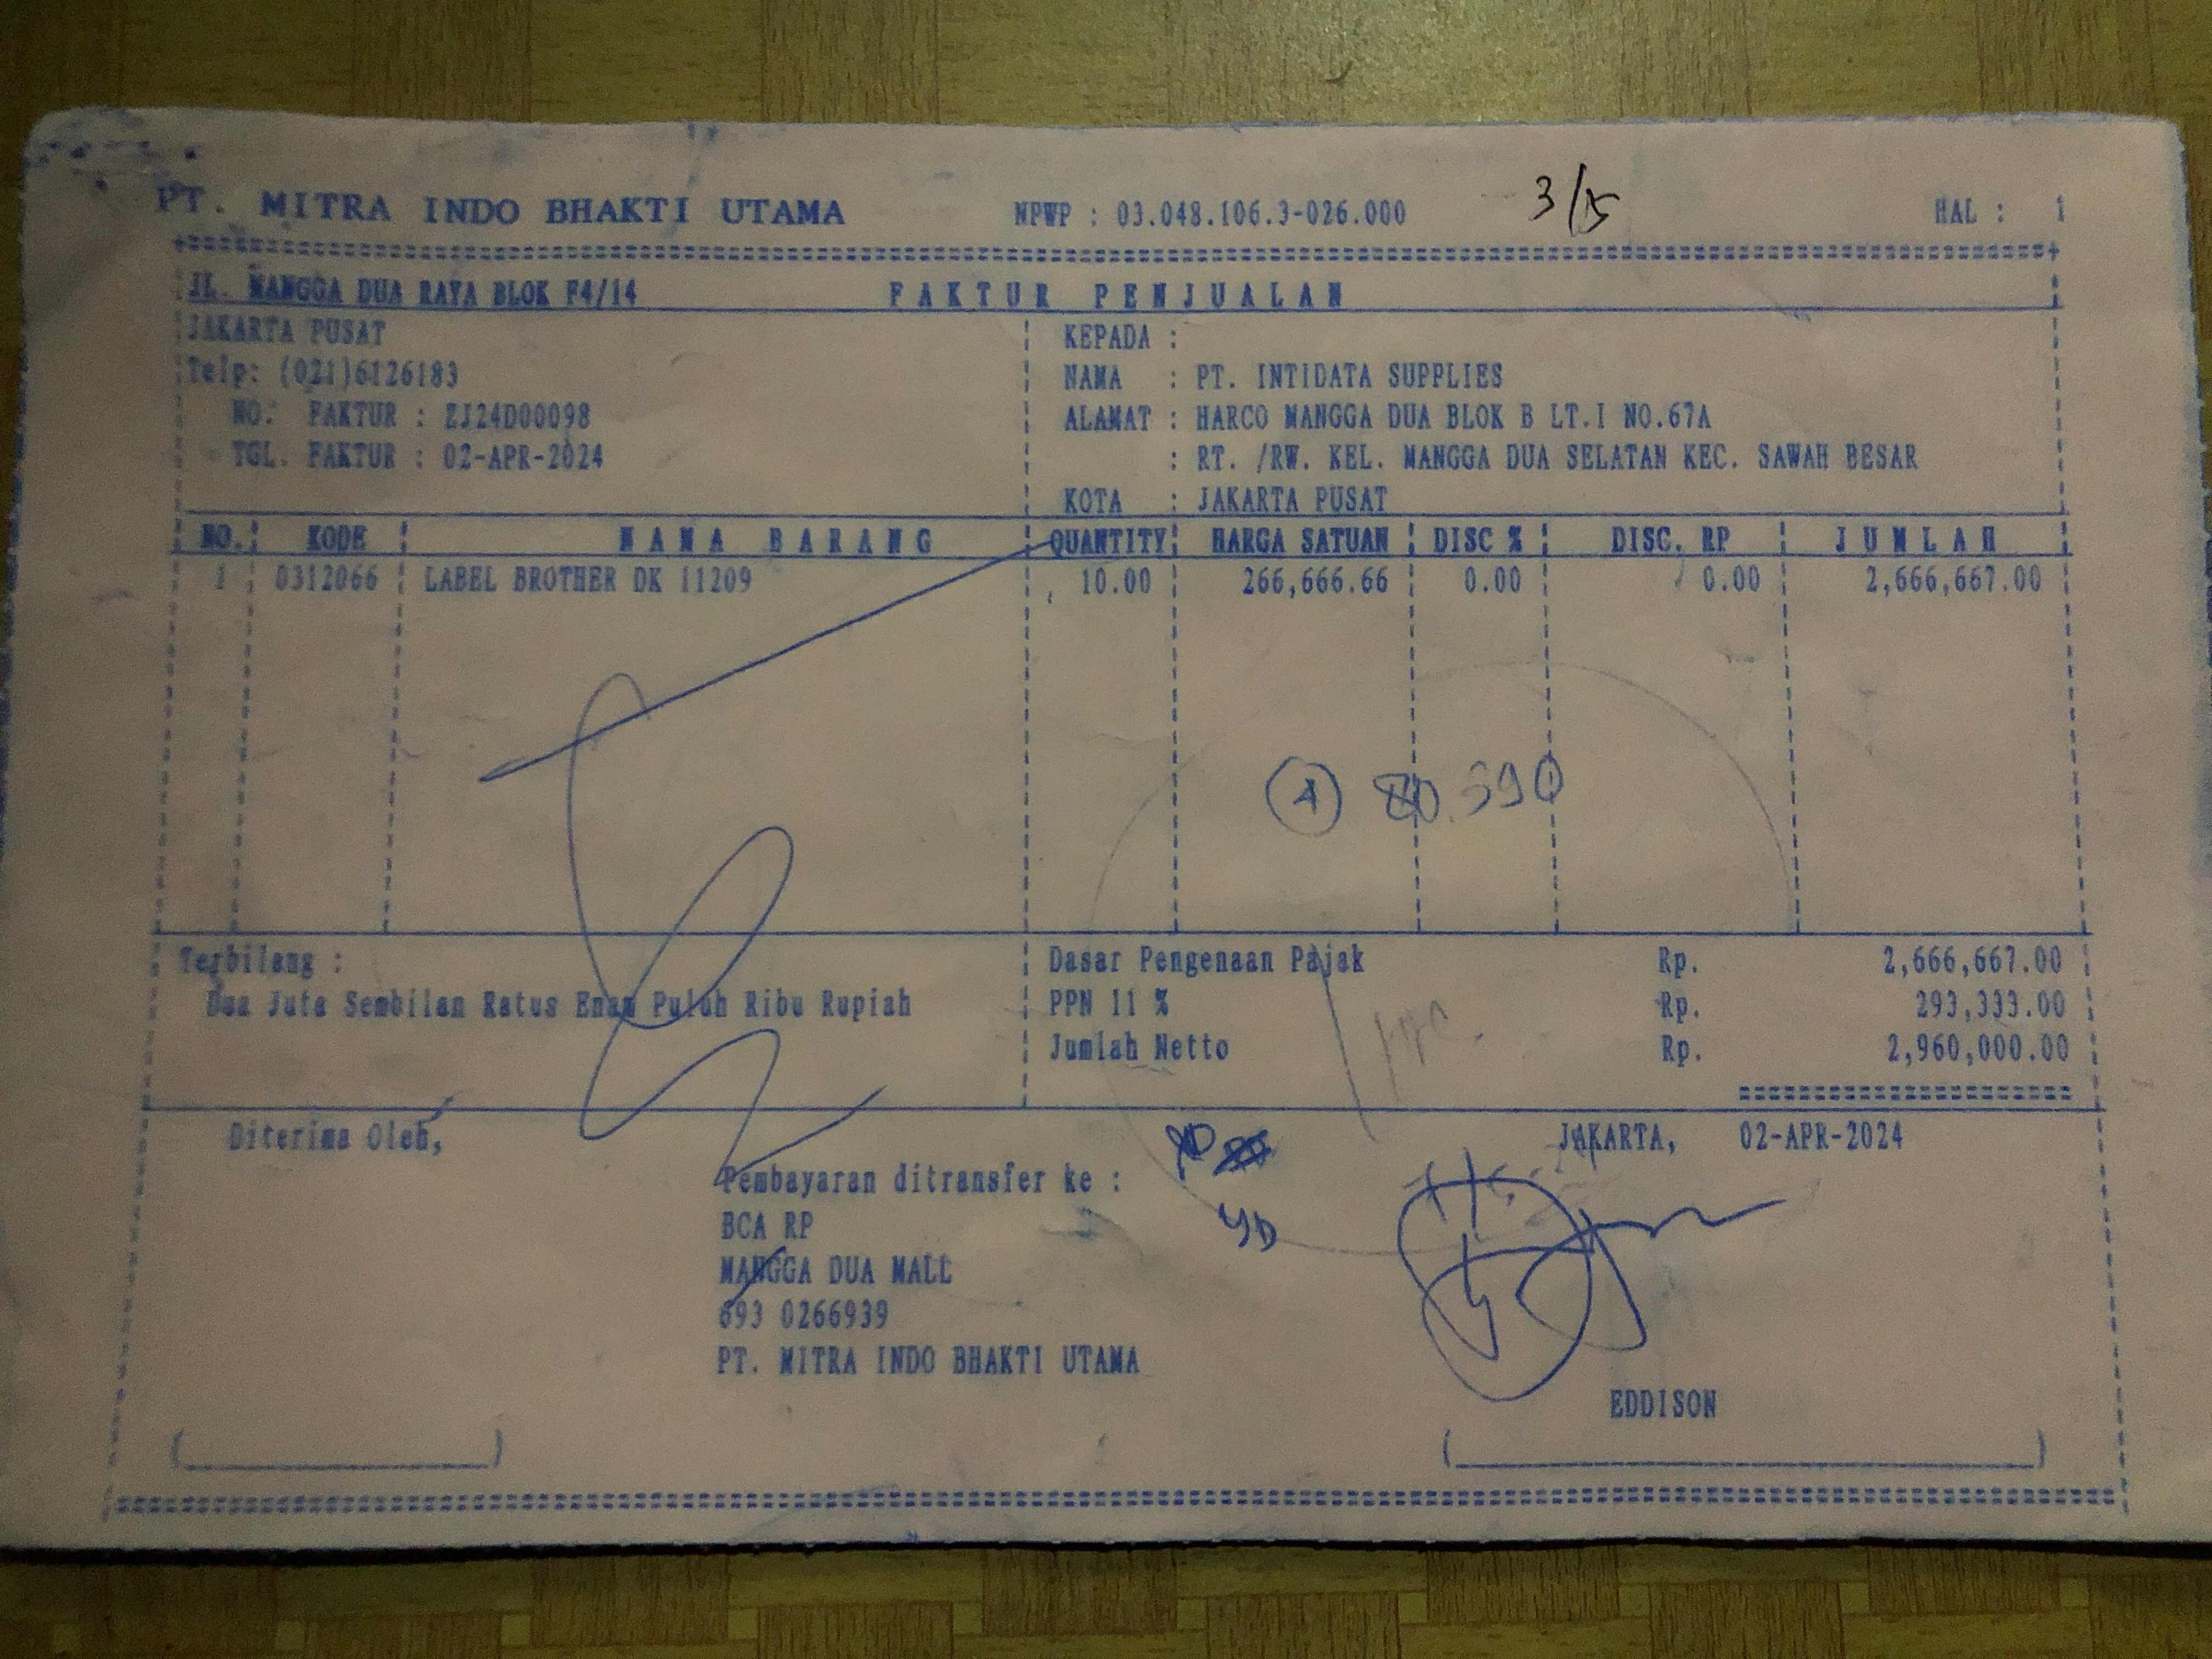 PT. MITRA INDO BHAKTI UTAMA NPWP : 03.048.106.3-026.000 3/15 HAL : 1
JL. MANGGA DUA RAYA BLOK F4/14 FAKTUR PENJUALAN
JAKARTA PUSAT
Telp: (021)6126183
NO. FAKTUR : ZJ24D00098
TGL. FAKTUR : 02-APR-2024
KEPADA :
NAMA : PT. INTIDATA SUPPLIES
ALAMAT : HARCO MANGGA DUA BLOK B LT.I NO.67A
: RT. /RW. KEL. MANGGA DUA SELATAN KEC. SAWAH BESAR
KOTA : JAKARTA PUSAT
NO. KODE NAMA BARANG QUANTITY HARGA SATUAN DISC % DISC. RP JUMLAH
1 0312066 LABEL BROTHER DK 11209 10.00 266,666.66 0.00 0.00 2,666,667.00
Terbilang :
Dua Juta Sembilan Ratus Enam Puluh Ribu Rupiah
Dasar Pengenaan Pajak Rp. 2,666,667.00
PPN 11 % Rp. 293,333.00
Jumlah Netto Rp. 2,960,000.00
Diterima Oleh,
JAKARTA, 02-APR-2024
Pembayaran ditransfer ke :
BCA RP
MANGGA DUA MALL
693 0266939
PT. MITRA INDO BHAKTI UTAMA
EDDISON